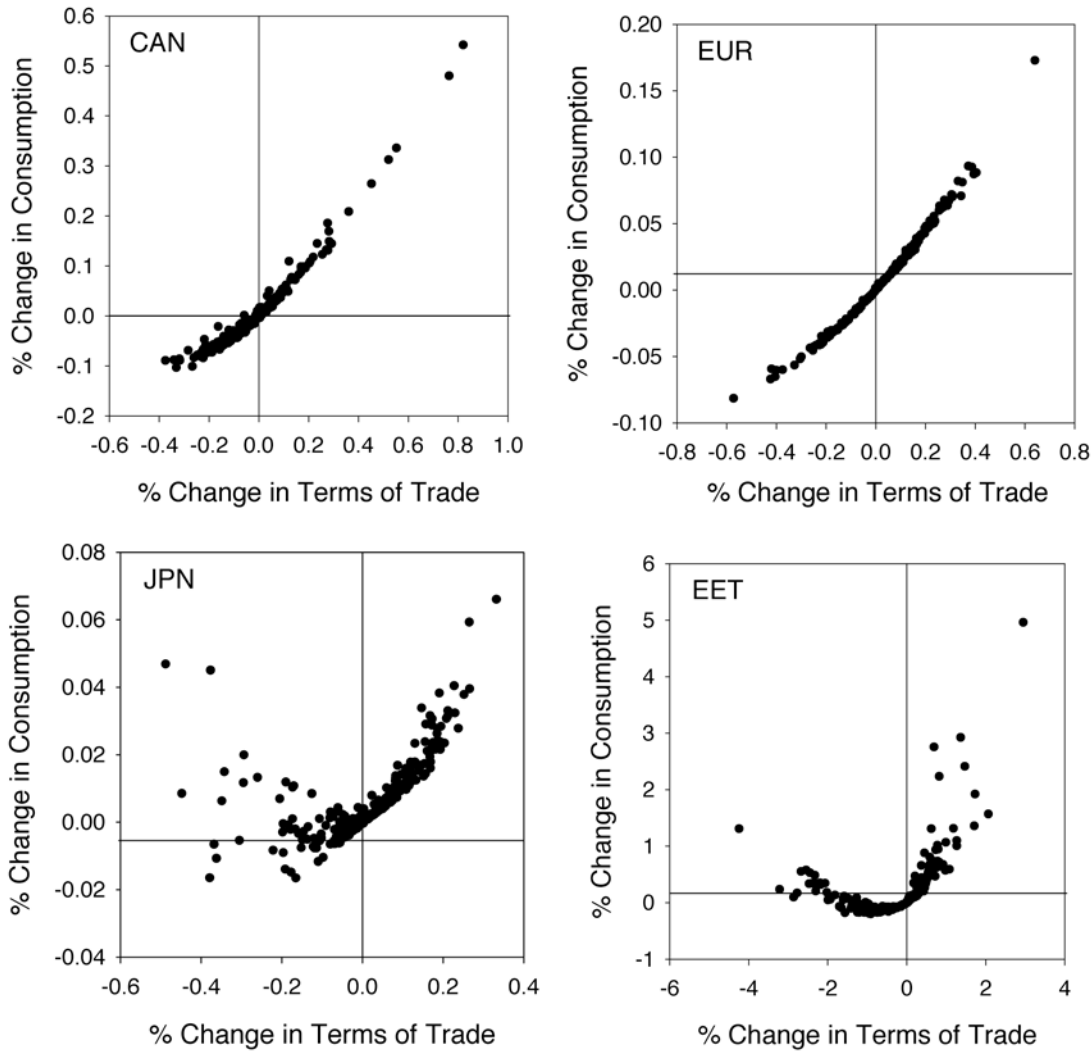 CAN
% Change in Consumption
0.6
0.5
0.4
0.3
0.2
0.1
0.0
-0.1
-0.2
-0.6 -0.4 -0.2 0.0 0.2 0.4 0.6 0.8 1.0
% Change in Terms of Trade
EUR
% Change in Consumption
0.20
0.15
0.10
0.05
0.00
-0.05
-0.10
-0.8 -0.6 -0.4 -0.2 0.0 0.2 0.4 0.6 0.8
% Change in Terms of Trade
JPN
% Change in Consumption
0.08
0.06
0.04
0.02
0.00
-0.02
-0.04
-0.6 -0.4 -0.2 0.0 0.2 0.4
% Change in Terms of Trade
EET
% Change in Consumption
6
5
4
3
2
1
0
-1
-6 -4 -2 0 2 4
% Change in Terms of Trade